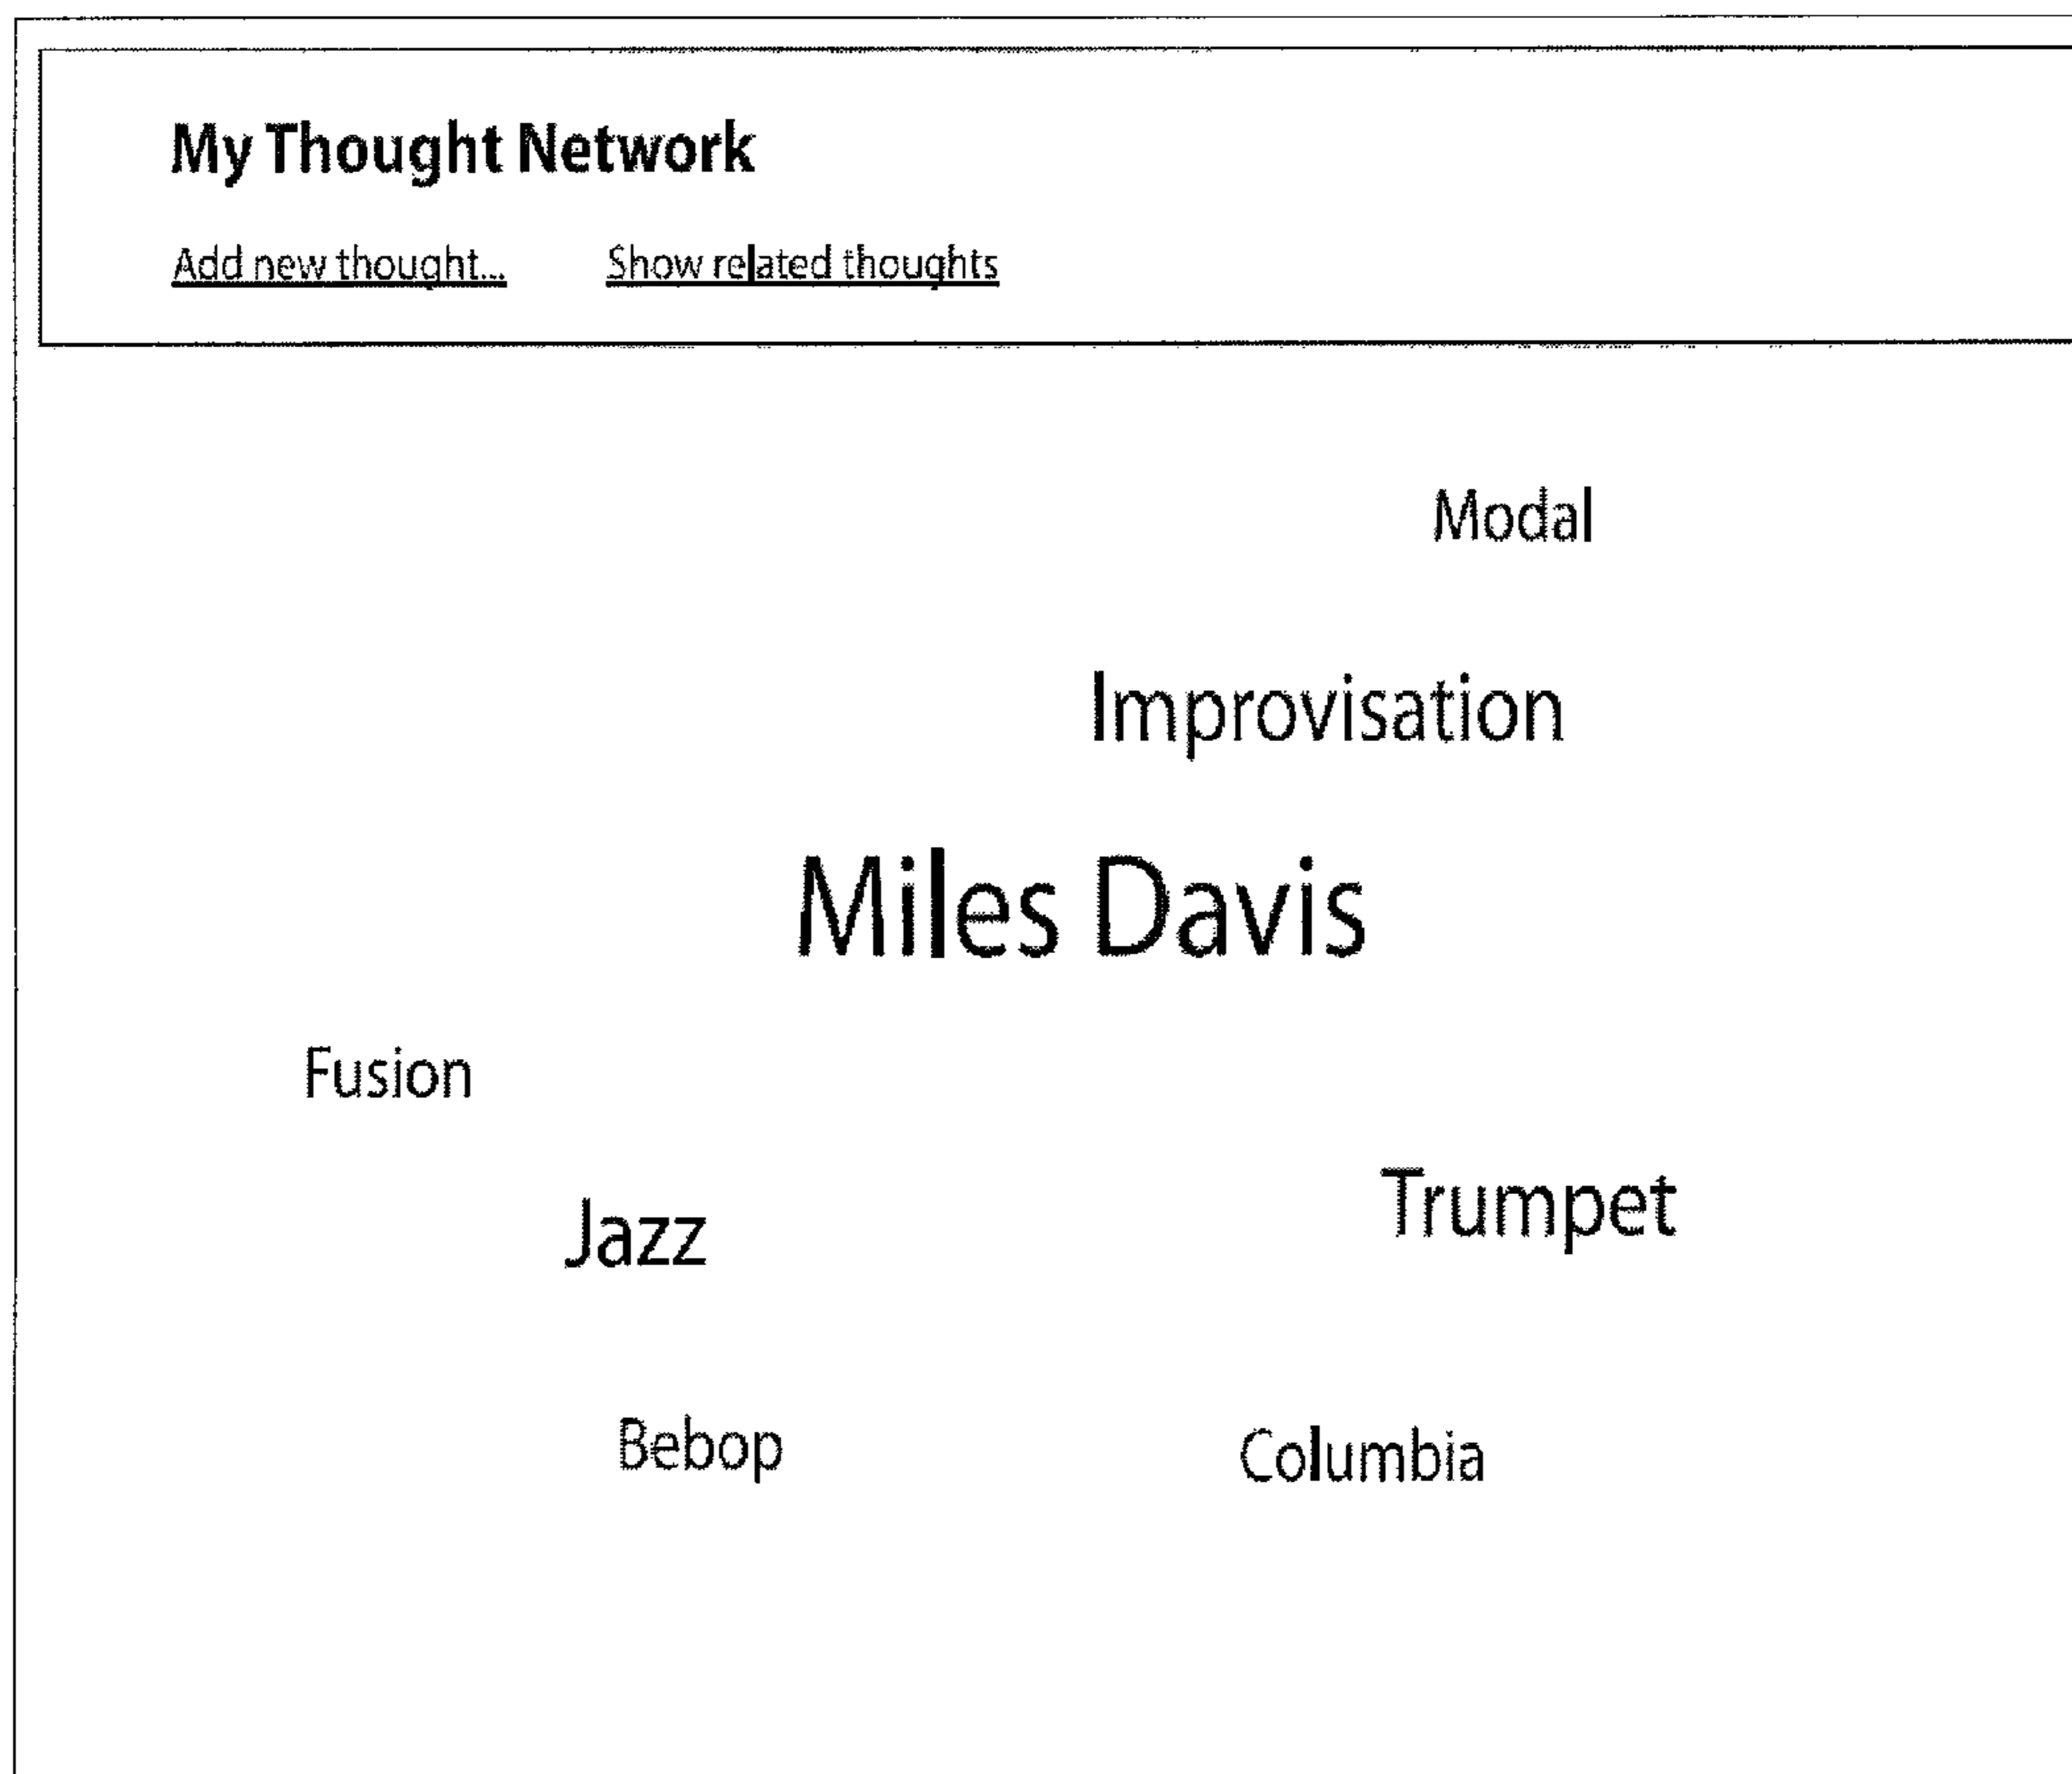 My Thought Network
Add new thought... Show related thoughts
Modal
Improvisation
Miles Davis
Fusion
Trumpet
Jazz
Bebop
Columbia